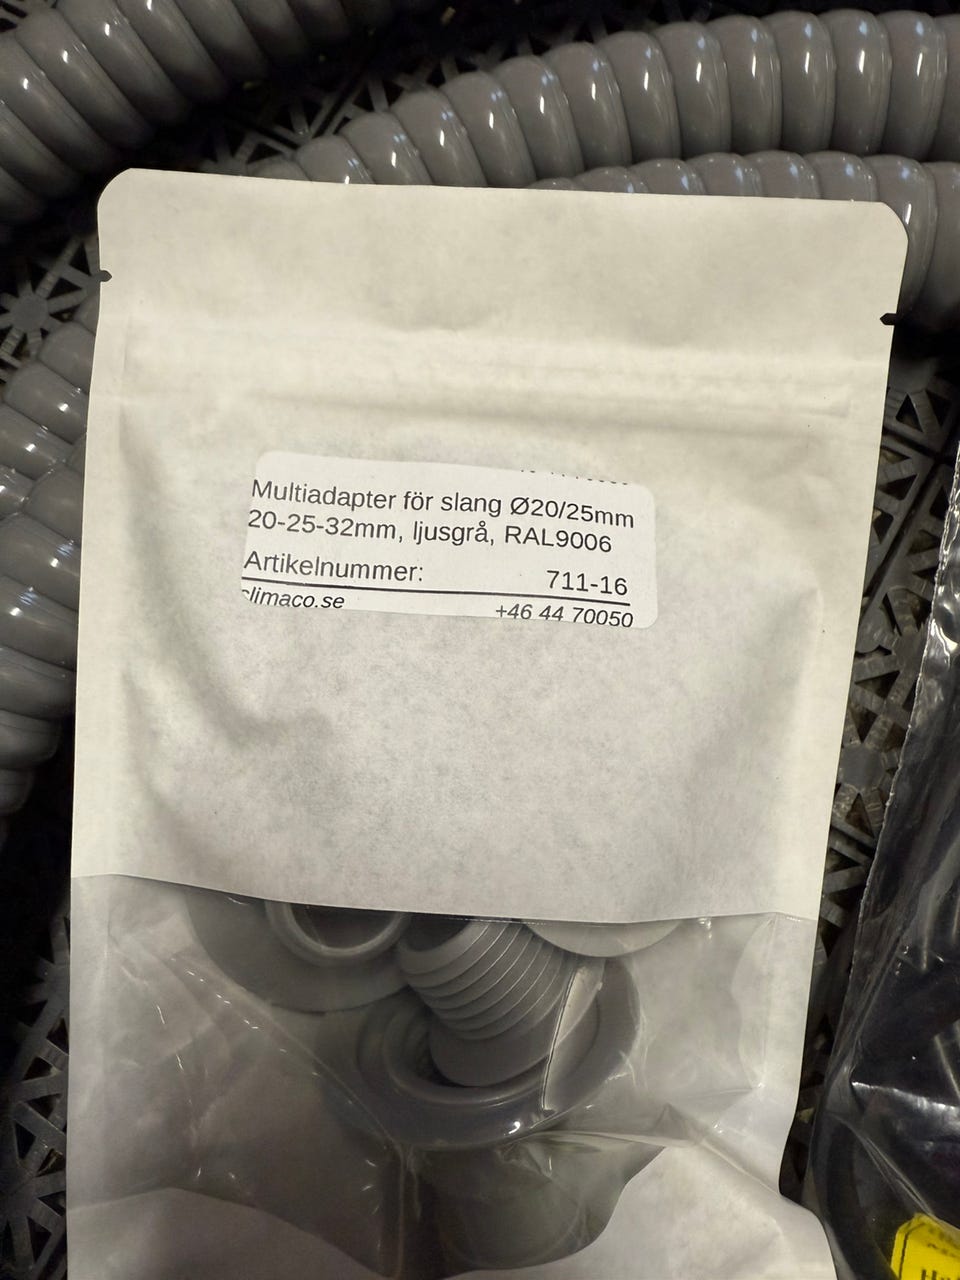 Multiadapter för slang Ø20/25mm
20-25-32mm, ljusgrå, RAL9006
Artikelnummer: 711-16
climaco.se +46 44 70050